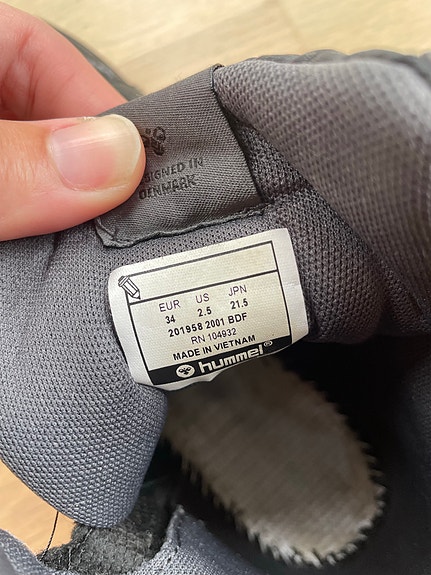 DESIGNED IN
DENMARK
EUR US JPN
34 2.5 21.5
201958 2001 BDF
RN 104932
MADE IN VIETNAM
hummel